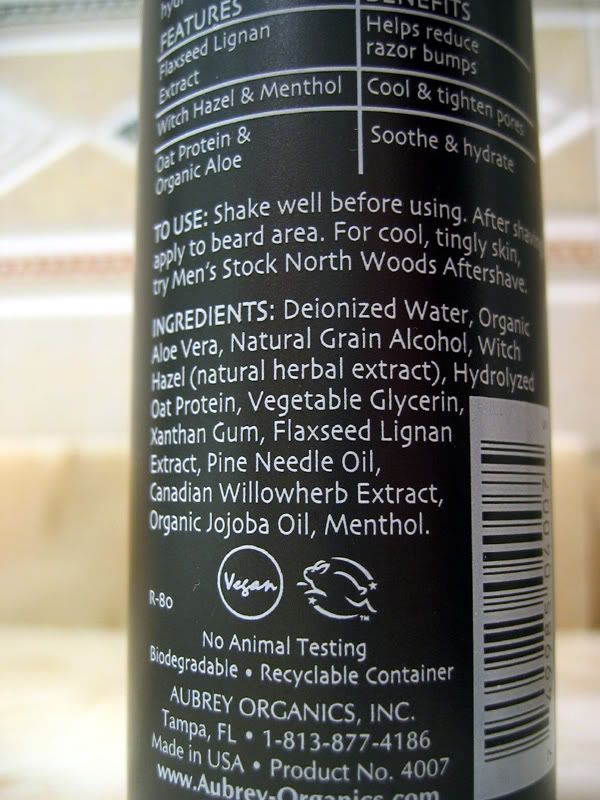 FEATURES BENEFITS
Flaxseed Lignan
Extract
Helps reduce
razor bumps
Witch Hazel & Menthol Cool & tighten pores
Oat Protein &
Organic Aloe
Soothe & hydrate
TO USE: Shake well before using. After shaving
apply to beard area. For cool, tingly skin,
try Men's Stock North Woods Aftershave.
INGREDIENTS: Deionized Water, Organic
Aloe Vera, Natural Grain Alcohol, Witch
Hazel (natural herbal extract), Hydrolyzed
Oat Protein, Vegetable Glycerin,
Xanthan Gum, Flaxseed Lignan
Extract, Pine Needle Oil,
Canadian Willowherb Extract,
Organic Jojoba Oil, Menthol.
Vegan
TM
R-80
No Animal Testing
Biodegradable • Recyclable Container
AUBREY ORGANICS, INC.
Tampa, FL • 1-813-877-4186
Made in USA • Product No. 4007
www.Aubrey-Organics.com